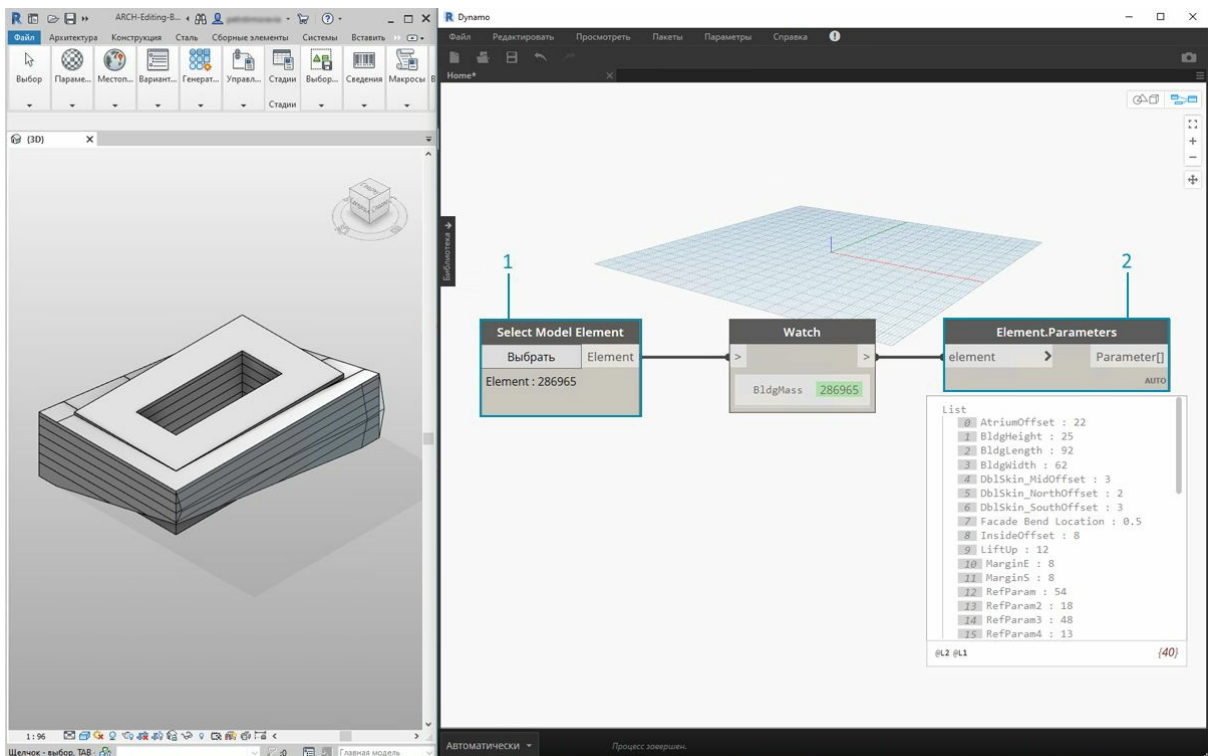 ARCH-Editing-B...
Файл Архитектура Конструкция Сталь Сборные элементы Системы Вставить
Выбор Параме... Местоп... Вариант... Генерат... Управл... Стадии Выбор... Сведения Макросы В
Стадии
{3D}
1 : 96
Щелчок - выбор, TAB -
:0
Главная модель
Dynamo
Файл Редактировать Просмотреть Пакеты Параметры Справка
Home*
Библиотека
1
2
Select Model Element
Выбрать Element
Element : 286965
Watch
> >
BldgMass 286965
Element.Parameters
element > Parameter[]
AUTO
List
0 AtriumOffset : 22
1 BldgHeight : 25
2 BldgLength : 92
3 BldgWidth : 62
4 DblSkin_MidOffset : 3
5 DblSkin_NorthOffset : 2
6 DblSkin_SouthOffset : 3
7 Facade Bend Location : 0.5
8 InsideOffset : 8
9 LiftUp : 12
10 MarginE : 8
11 MarginS : 8
12 RefParam : 54
13 RefParam2 : 18
14 RefParam3 : 48
15 RefParam4 : 13
@L2 @L1 {40}
Автоматически Процесс завершен.